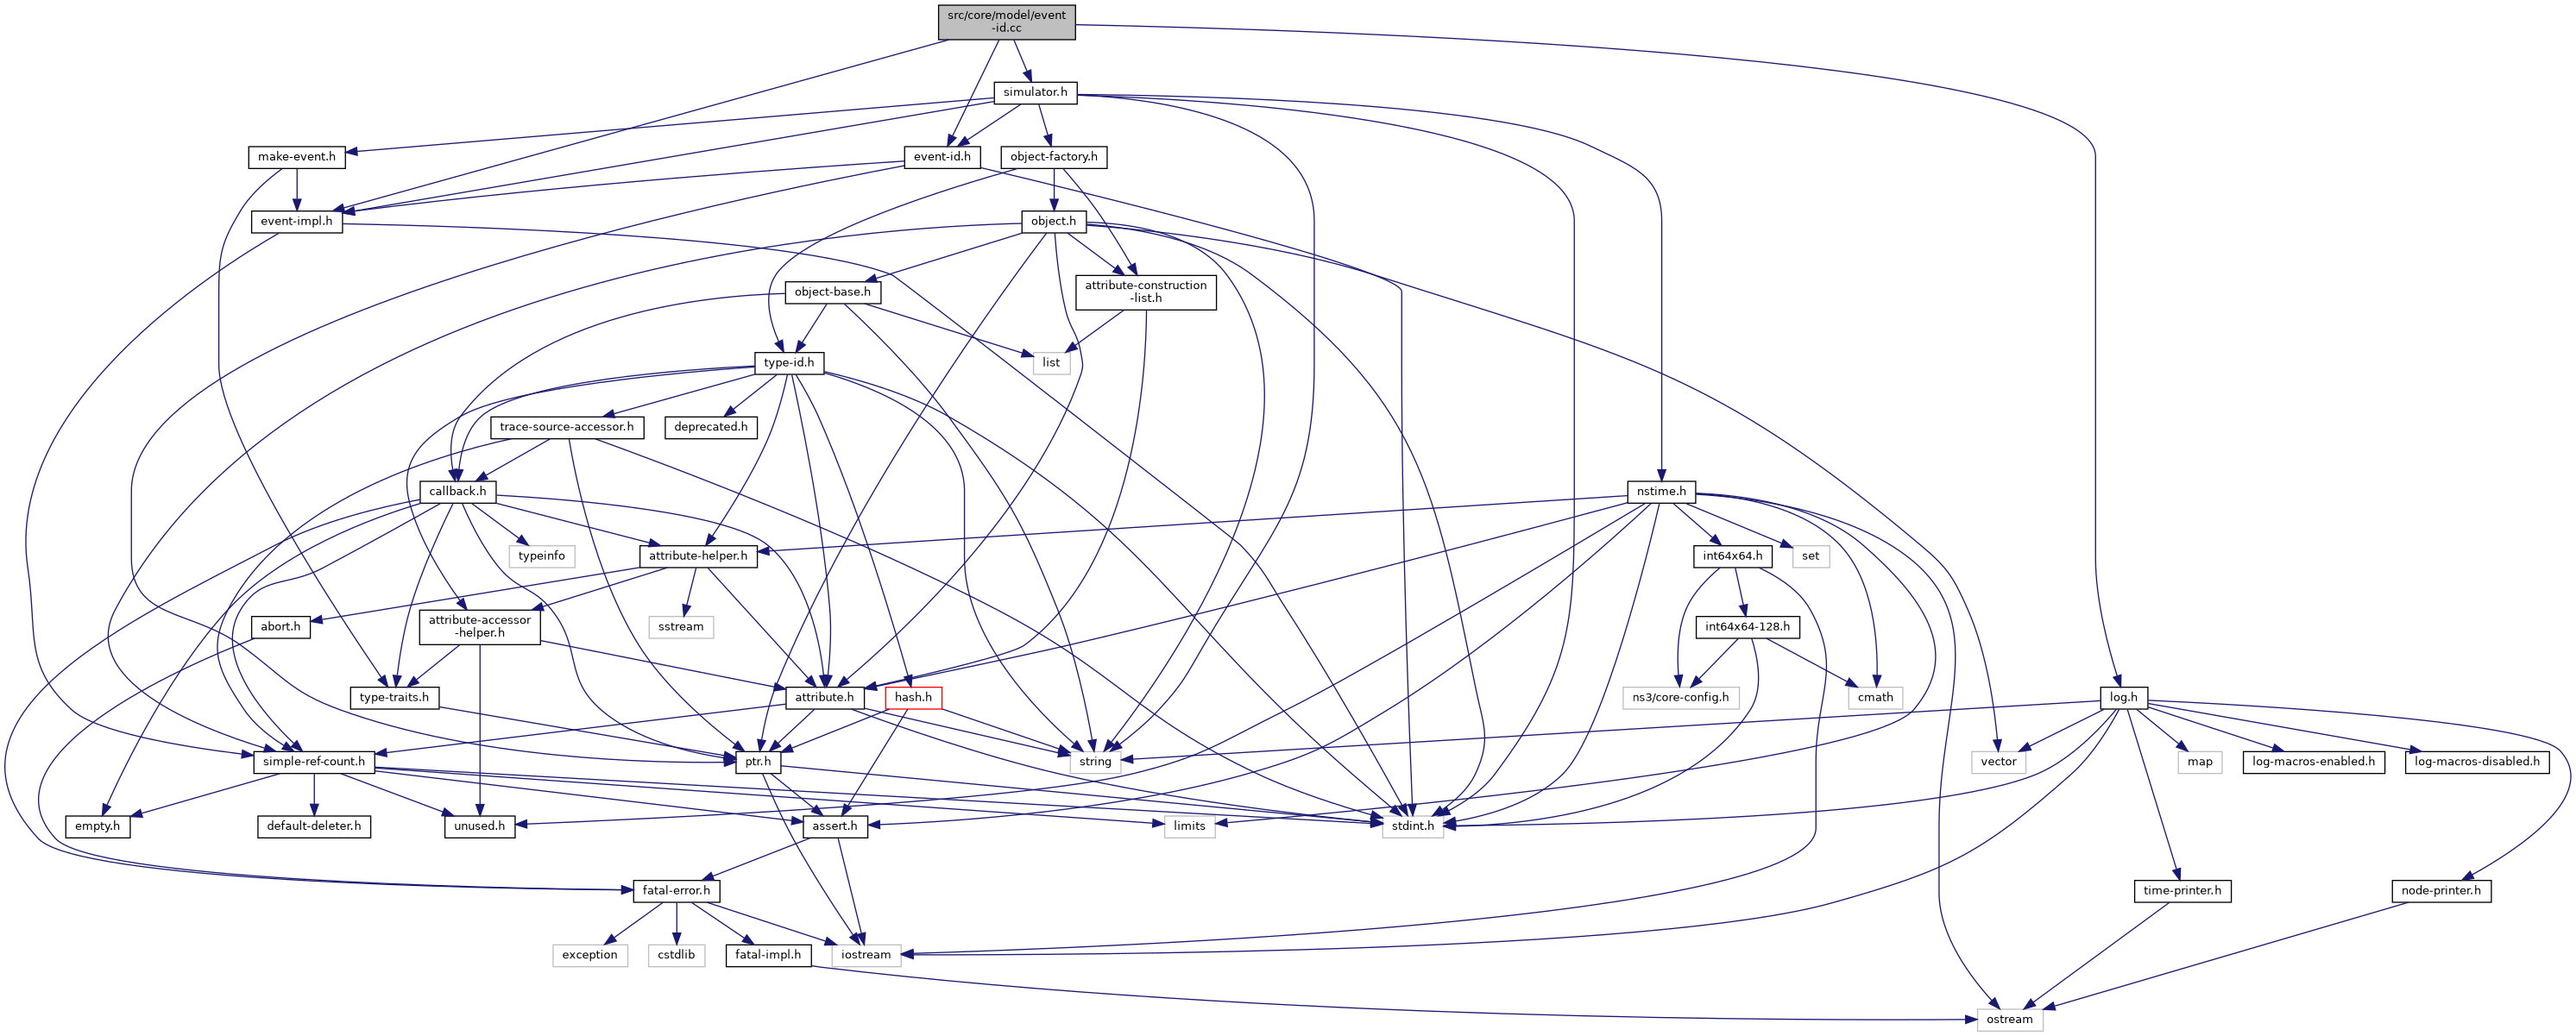 src/core/model/event
-id.cc
simulator.h
make-event.h
event-id.h
object-factory.h
event-impl.h
object.h
object-base.h
attribute-construction
-list.h
type-id.h
list
trace-source-accessor.h
deprecated.h
callback.h
nstime.h
typeinfo
attribute-helper.h
int64x64.h
set
abort.h
attribute-accessor
-helper.h
sstream
int64x64-128.h
type-traits.h
attribute.h
hash.h
ns3/core-config.h
cmath
log.h
simple-ref-count.h
ptr.h
string
vector
map
log-macros-enabled.h
log-macros-disabled.h
empty.h
default-deleter.h
unused.h
assert.h
limits
stdint.h
fatal-error.h
time-printer.h
node-printer.h
exception
cstdlib
fatal-impl.h
iostream
ostream